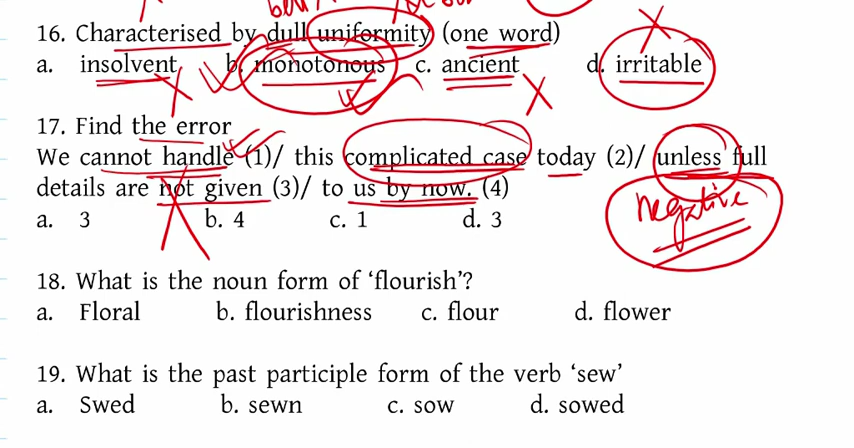 16. Characterised by dull uniformity (one word)
a. insolvent b. monotonous c. ancient d. irritable
17. Find the error
We cannot handle (1)/ this complicated case today (2)/ unless full
details are not given (3)/ to us by now. (4)
negative
a. 3 b. 4 c. 1 d. 3
18. What is the noun form of ‘flourish’?
a. Floral b. flourishness c. flour d. flower
19. What is the past participle form of the verb ‘sew’
a. Swed b. sewn c. sow d. sowed